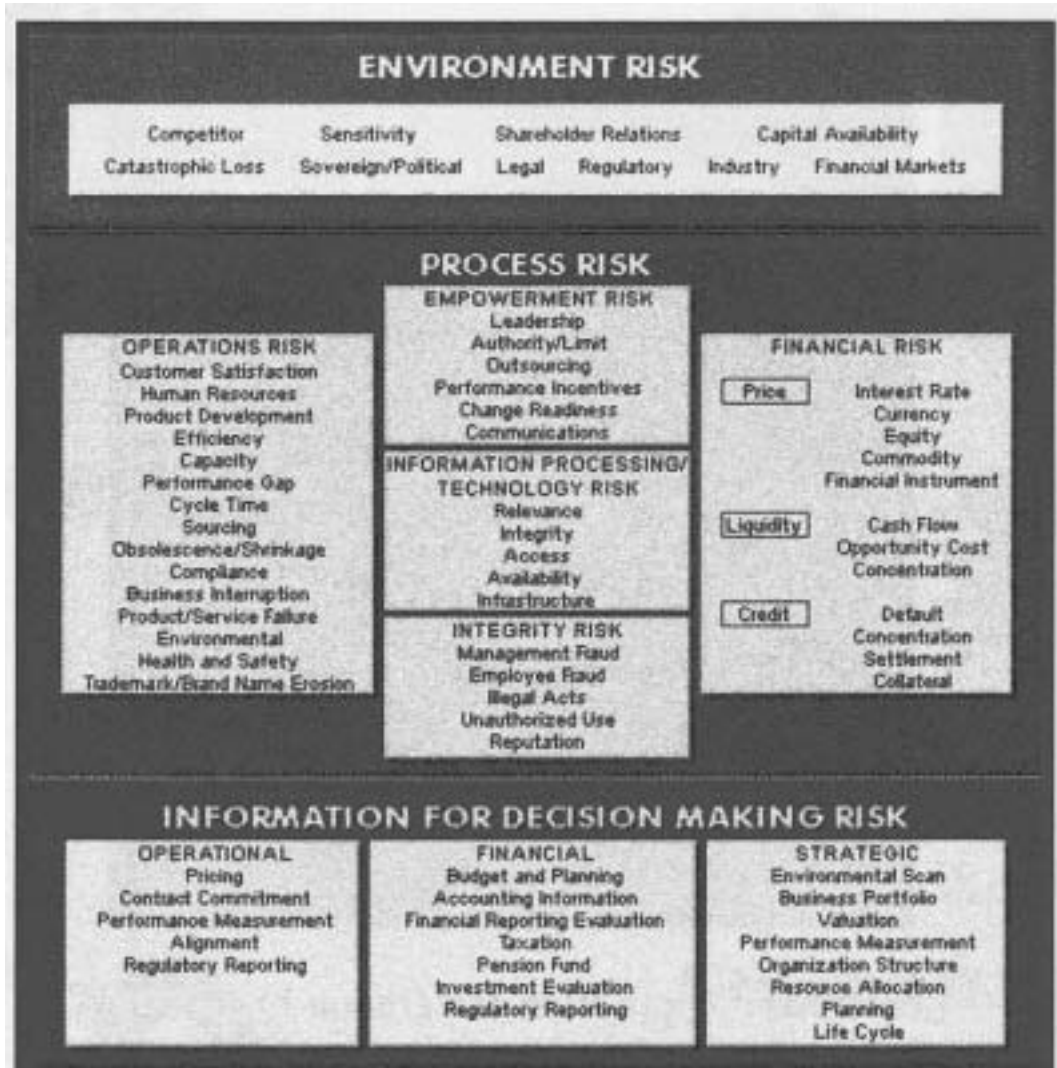 ENVIRONMENT RISK
Competitor Sensitivity Shareholder Relations Capital Availability
Catastrophic Loss Sovereign/Political Legal Regulatory Industry Financial Markets
PROCESS RISK
EMPOWERMENT RISK
Leadership
Authority/Limit
Outsourcing
Performance Incentives
Change Readiness
Communications
OPERATIONS RISK
Customer Satisfaction
Human Resources
Product Development
Efficiency
Capacity
Performance Gap
Cycle Time
Sourcing
Obsolescence/Shrinkage
Compliance
Business Interruption
Product/Service Failure
Environmental
Health and Safety
Trademark/Brand Name Erosion
INFORMATION PROCESSING/
TECHNOLOGY RISK
Relevance
Integrity
Access
Availability
Infrastructure
INTEGRITY RISK
Management Fraud
Employee Fraud
Illegal Acts
Unauthorized Use
Reputation
FINANCIAL RISK
Price Interest Rate
Currency
Equity
Commodity
Financial Instrument
Liquidity Cash Flow
Opportunity Cost
Concentration
Credit Default
Concentration
Settlement
Collateral
INFORMATION FOR DECISION MAKING RISK
OPERATIONAL
Pricing
Contract Commitment
Performance Measurement
Alignment
Regulatory Reporting
FINANCIAL
Budget and Planning
Accounting Information
Financial Reporting Evaluation
Taxation
Pension Fund
Investment Evaluation
Regulatory Reporting
STRATEGIC
Environmental Scan
Business Portfolio
Valuation
Performance Measurement
Organization Structure
Resource Allocation
Planning
Life Cycle